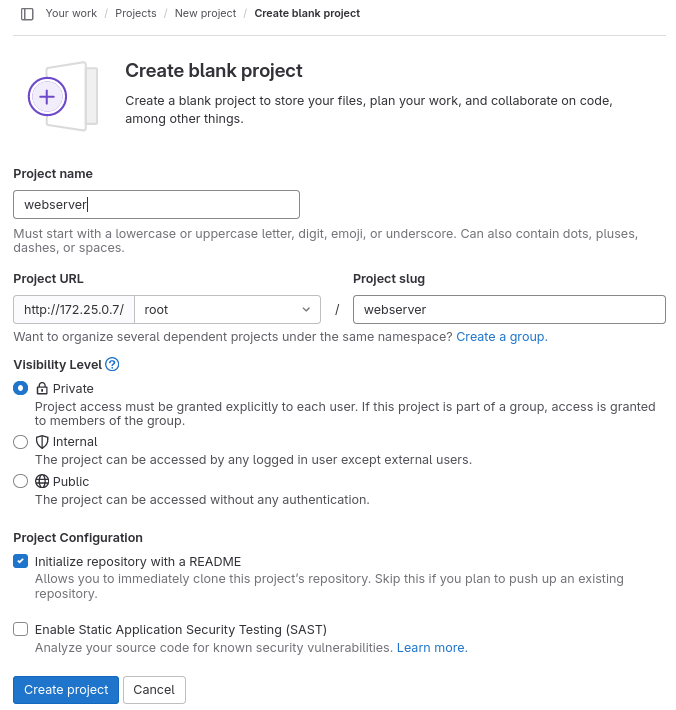 Your work / Projects / New project / Create blank project
Create blank project
Create a blank project to store your files, plan your work, and collaborate on code,
among other things.
Project name
webserver
Must start with a lowercase or uppercase letter, digit, emoji, or underscore. Can also contain dots, pluses,
dashes, or spaces.
Project URL
Project slug
http://172.25.0.7/ root / webserver
Want to organize several dependent projects under the same namespace? Create a group.
Visibility Level
Private
Project access must be granted explicitly to each user. If this project is part of a group, access is granted
to members of the group.
Internal
The project can be accessed by any logged in user except external users.
Public
The project can be accessed without any authentication.
Project Configuration
Initialize repository with a README
Allows you to immediately clone this project's repository. Skip this if you plan to push up an existing
repository.
Enable Static Application Security Testing (SAST)
Analyze your source code for known security vulnerabilities. Learn more.
Create project Cancel